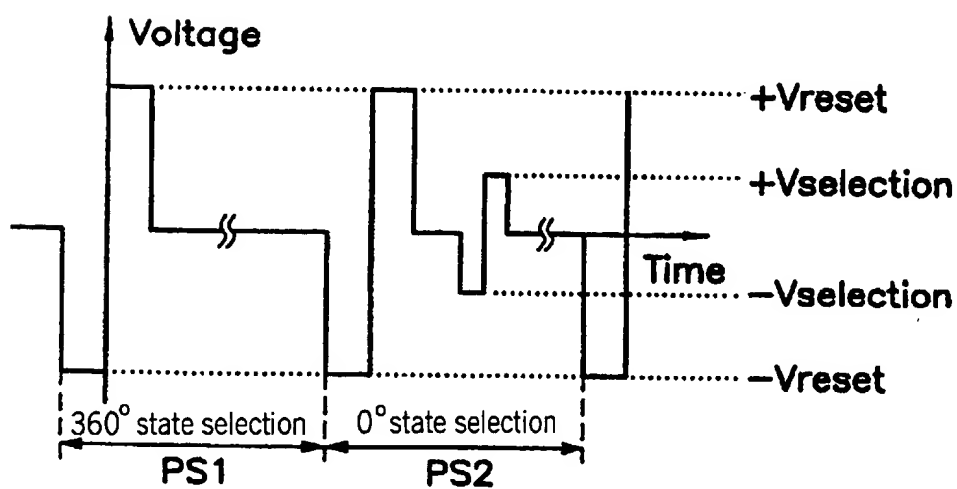 Voltage
+Vreset
+Vselection
Time
−Vselection
−Vreset
360° state selection
0° state selection
PS1
PS2